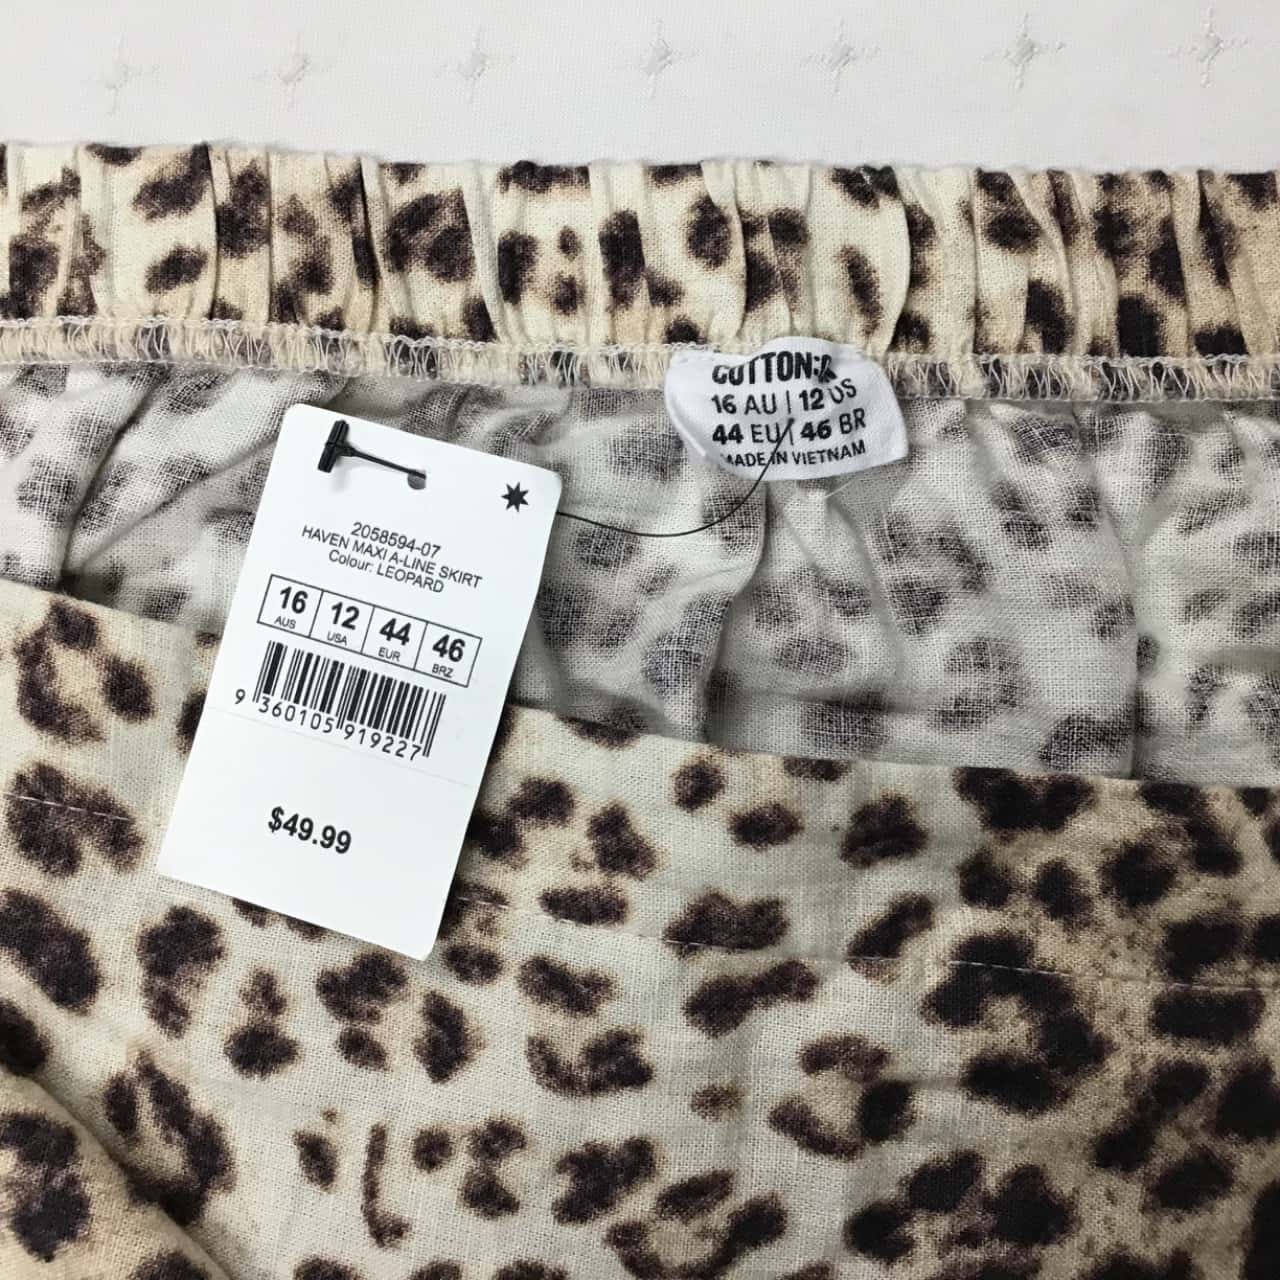 COTTON:
16 AU | 12 US
44 EU | 46 BR
MADE IN VIETNAM
2058594-07
HAVEN MAXI A-LINE SKIRT
Colour: LEOPARD
16 12 44 46
AUS USA EUR BRZ
9 360105 919227
$49.99